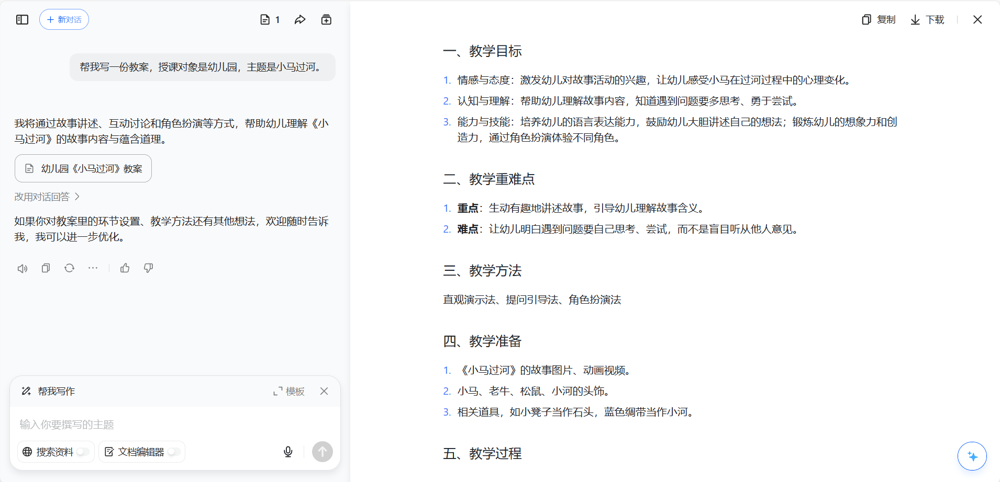 新对话
1
帮我写一份教案，授课对象是幼儿园，主题是小马过河。
我将通过故事讲述、互动讨论和角色扮演等方式，帮助幼儿理解《小
马过河》的故事内容与蕴含道理。
幼儿园《小马过河》教案
改用对话回答
如果你对教案里的环节设置、教学方法还有其他想法，欢迎随时告诉
我，我可以进一步优化。
帮我写作
模板
输入你要撰写的主题
搜索资料
文档编辑器
复制
下载
一、教学目标
1. 情感与态度：激发幼儿对故事活动的兴趣，让幼儿感受小马在过河过程中的心理变化。
2. 认知与理解：帮助幼儿理解故事内容，知道遇到问题要多思考、勇于尝试。
3. 能力与技能：培养幼儿的语言表达能力，鼓励幼儿大胆讲述自己的想法；锻炼幼儿的想象力和创
造力，通过角色扮演体验不同角色。
二、教学重难点
1. 重点：生动有趣地讲述故事，引导幼儿理解故事含义。
2. 难点：让幼儿明白遇到问题要自己思考、尝试，而不是盲目听从他人意见。
三、教学方法
直观演示法、提问引导法、角色扮演法
四、教学准备
1. 《小马过河》的故事图片、动画视频。
2. 小马、老牛、松鼠、小河的头饰。
3. 相关道具，如小凳子当作石头，蓝色绸带当作小河。
五、教学过程